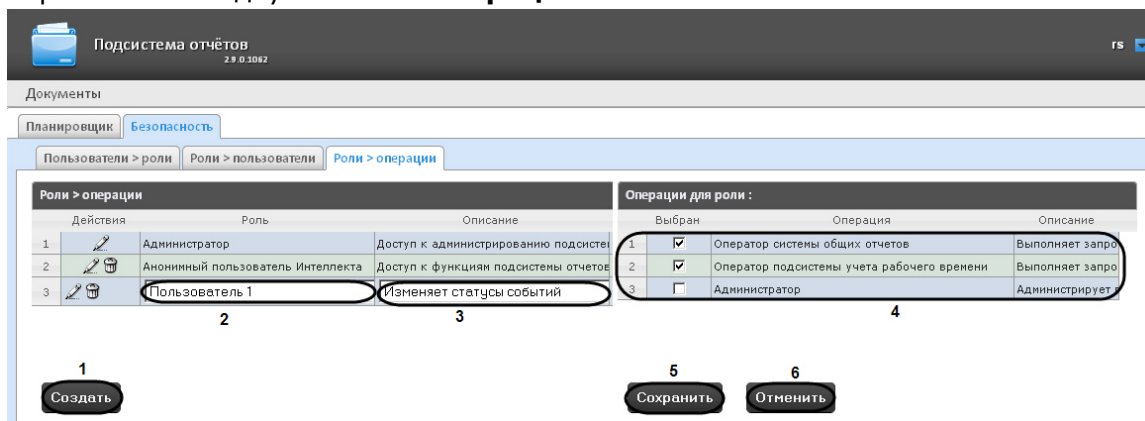 Подсистема отчётов
2.9.0.1062
rs
Документы
Планировщик Безопасность
Пользователи > роли Роли > пользователи Роли > операции
Роли > операции
Действия Роль Описание
1 Администратор Доступ к администрированию подсистем
2 Анонимный пользователь Интеллекта Доступ к функциям подсистемы отчетов
3 Пользователь 1 Изменяет статусы событий
2 3
1
Создать
Операции для роли :
Выбран Операция Описание
1 Оператор системы общих отчетов Выполняет запро
2 Оператор подсистемы учета рабочего времени Выполняет запро
3 Администратор Администрирует
4
5 6
Сохранить Отменить